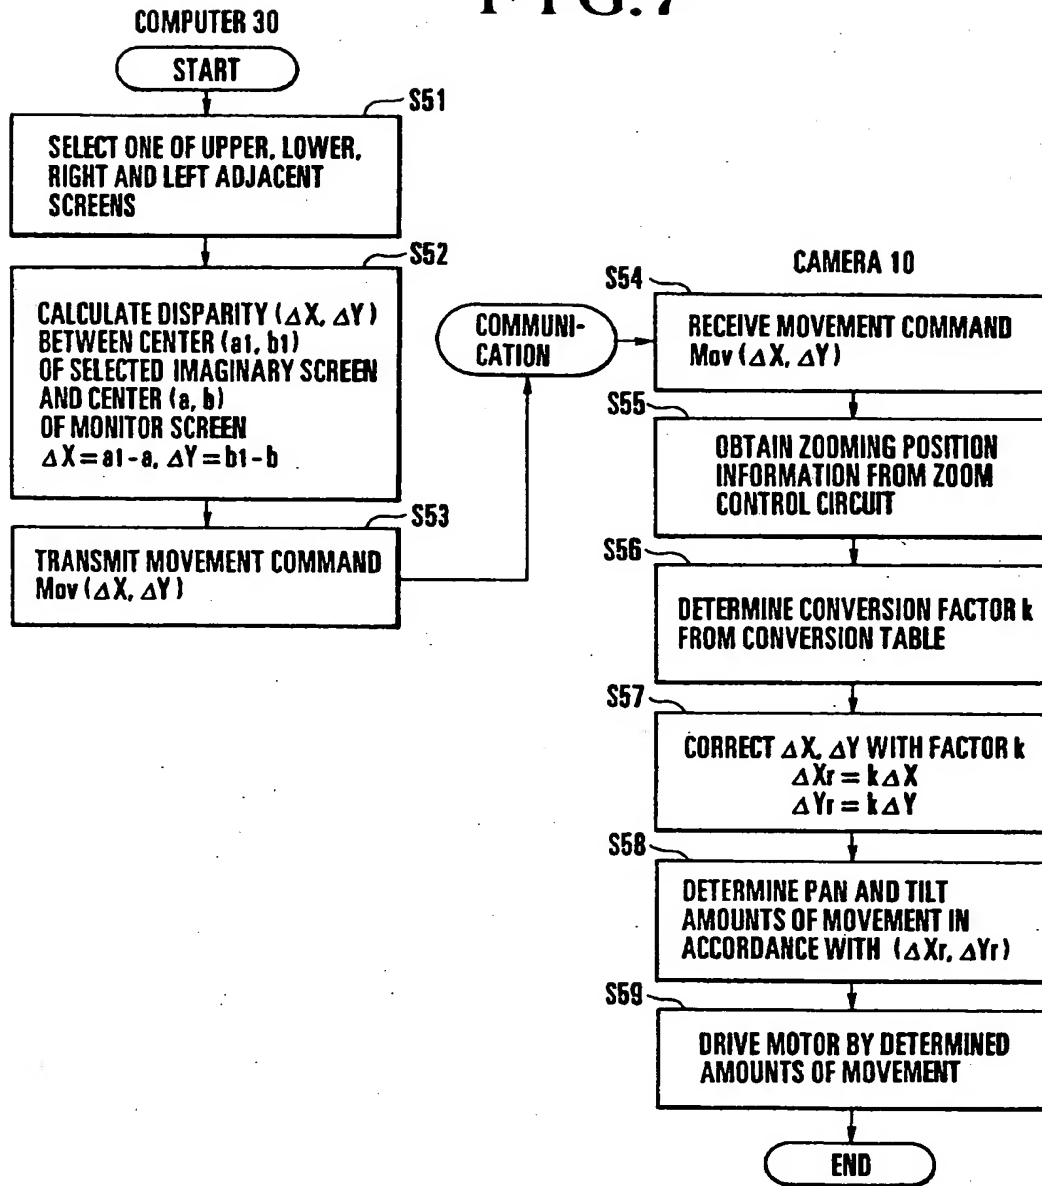 FIG.7
COMPUTER 30
START
S51
SELECT ONE OF UPPER, LOWER,
RIGHT AND LEFT ADJACENT
SCREENS
S52
CALCULATE DISPARITY (ΔX, ΔY)
BETWEEN CENTER (a1, b1)
OF SELECTED IMAGINARY SCREEN
AND CENTER (a, b)
OF MONITOR SCREEN
ΔX=a1-a, ΔY=b1-b
S53
TRANSMIT MOVEMENT COMMAND
Mov (ΔX, ΔY)
COMMUNI-
CATION
CAMERA 10
S54
RECEIVE MOVEMENT COMMAND
Mov (ΔX, ΔY)
S55
OBTAIN ZOOMING POSITION
INFORMATION FROM ZOOM
CONTROL CIRCUIT
S56
DETERMINE CONVERSION FACTOR k
FROM CONVERSION TABLE
S57
CORRECT ΔX, ΔY WITH FACTOR k
ΔXr = kΔX
ΔYr = kΔY
S58
DETERMINE PAN AND TILT
AMOUNTS OF MOVEMENT IN
ACCORDANCE WITH (ΔXr, ΔYr)
S59
DRIVE MOTOR BY DETERMINED
AMOUNTS OF MOVEMENT
END